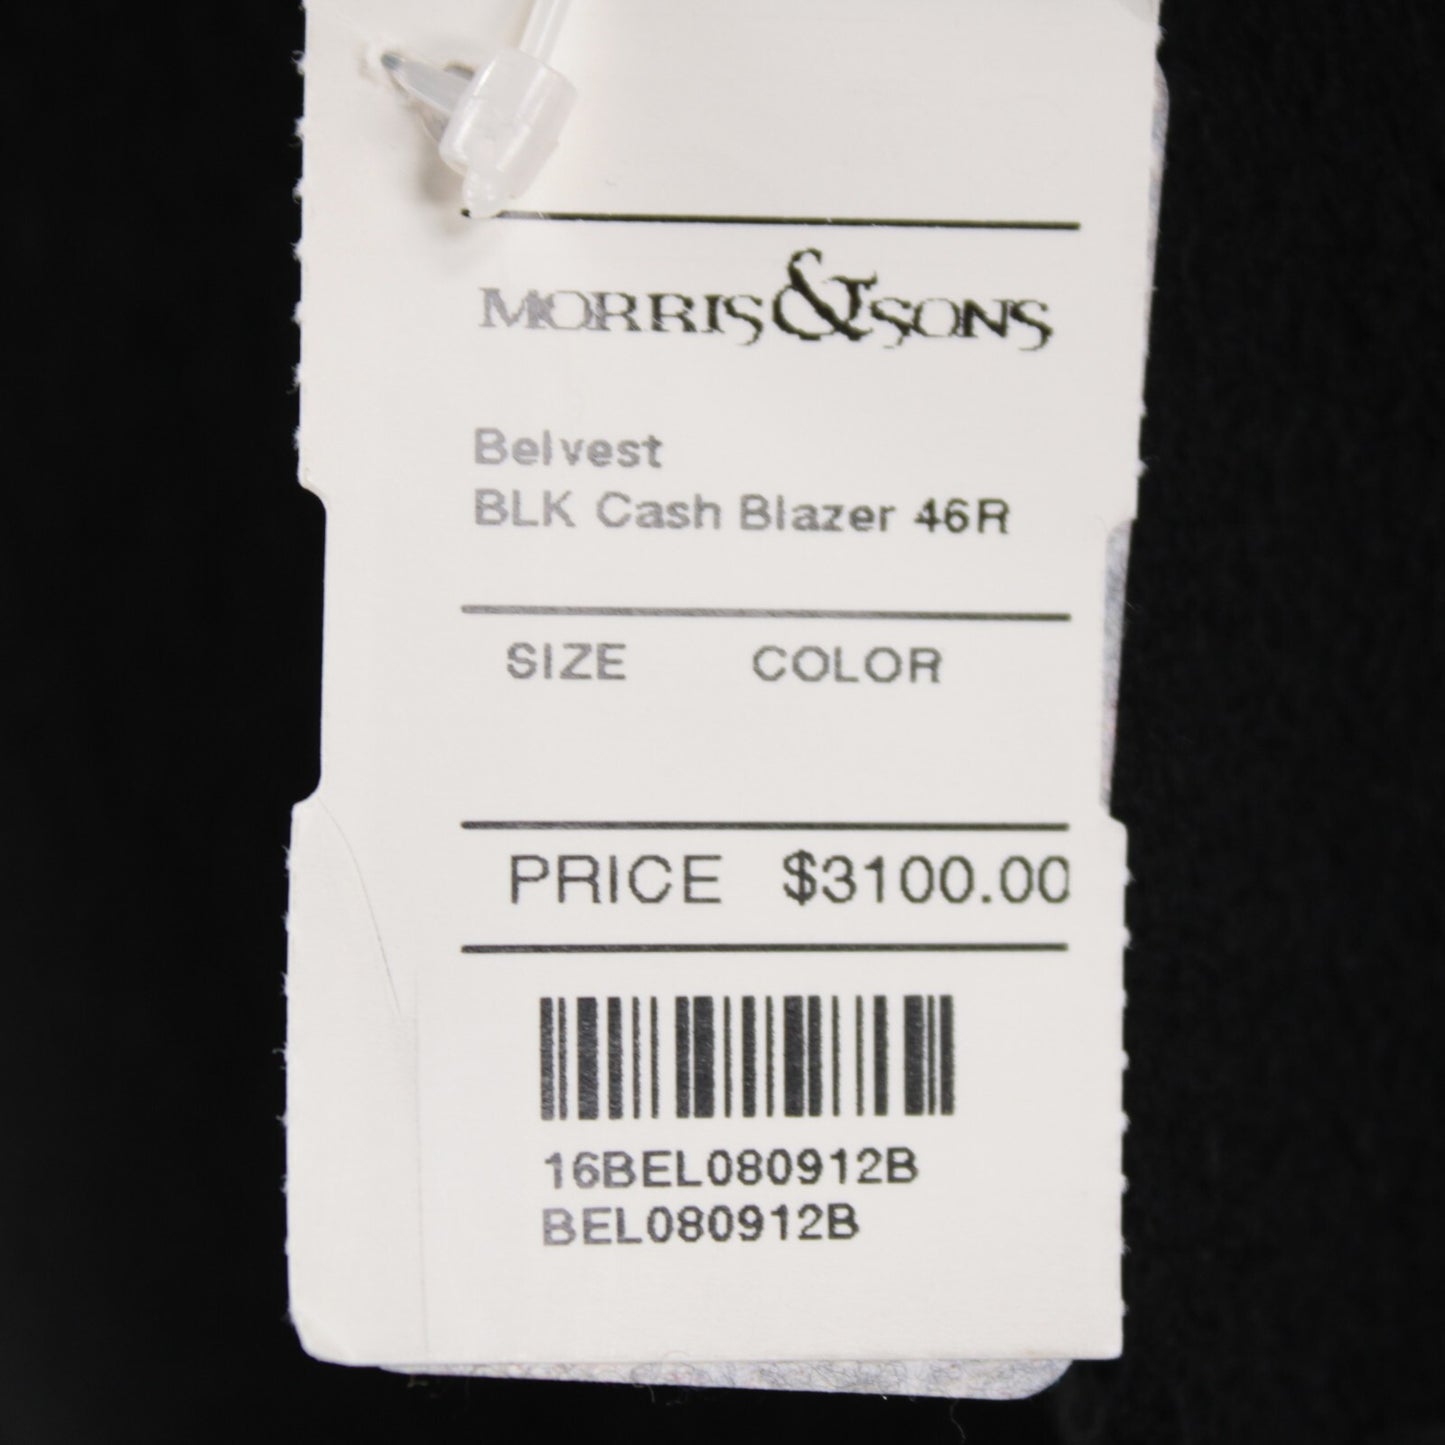 MORRIS&SONS
Belvest
BLK Cash Blazer 46R
SIZE COLOR
PRICE $3100.00
16BEL080912B
BEL080912B